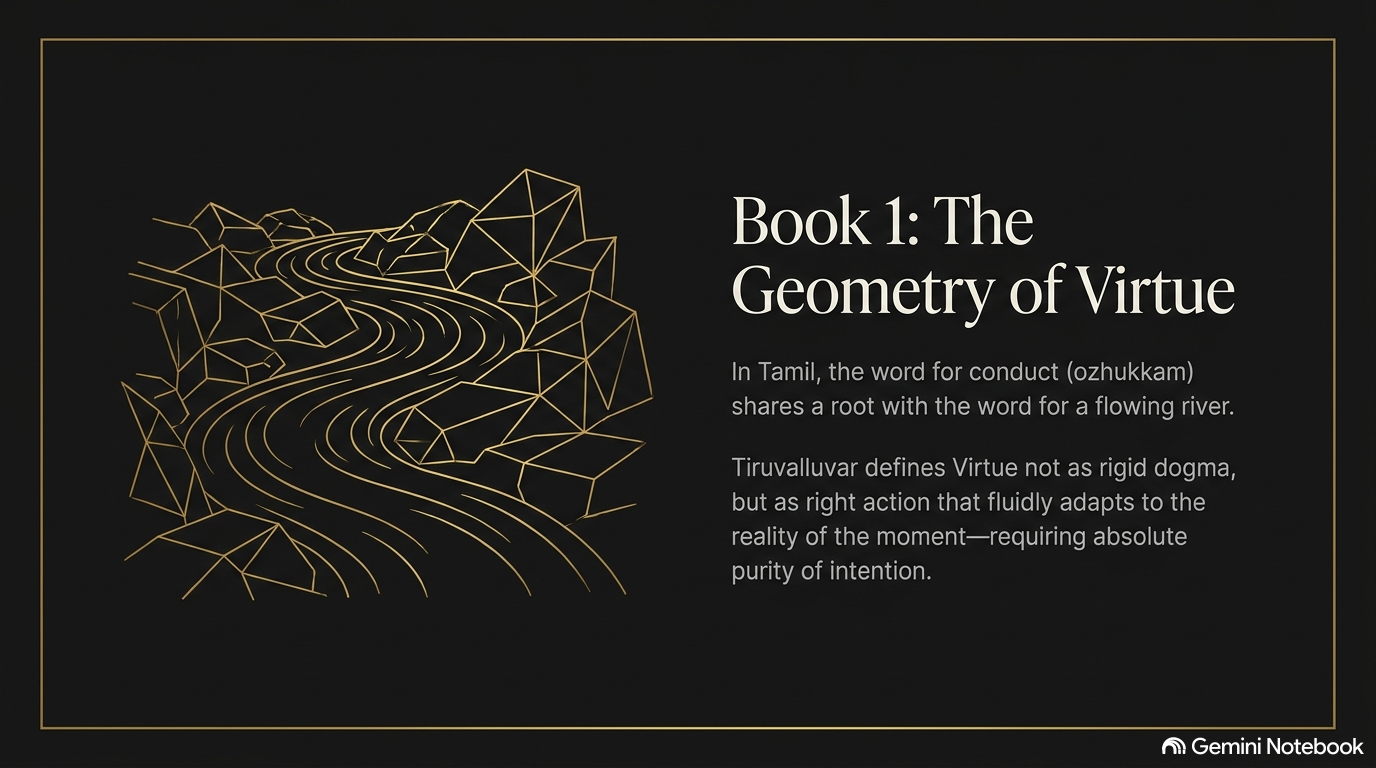 Book 1: The
Geometry of Virtue
In Tamil, the word for conduct (ozhukkam)
shares a root with the word for a flowing river.
Tiruvalluvar defines Virtue not as rigid dogma,
but as right action that fluidly adapts to the
reality of the moment—requiring absolute
purity of intention.
Gemini Notebook